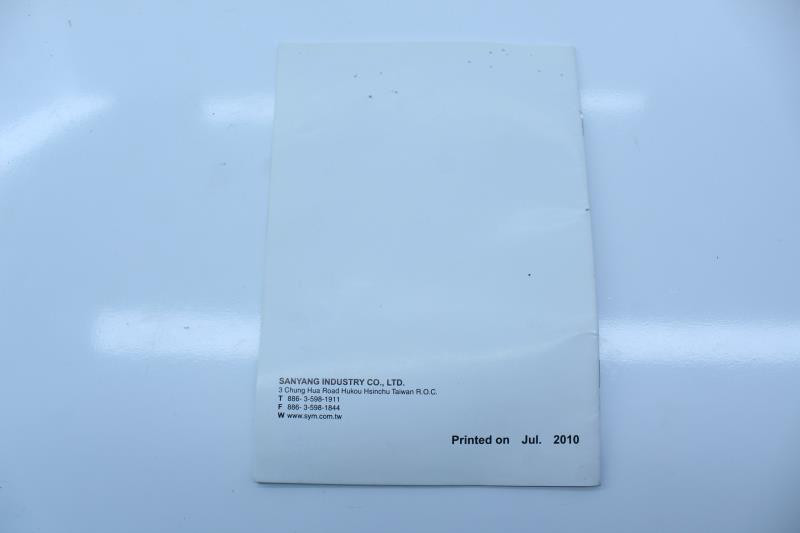 SANYANG INDUSTRY CO., LTD.
3 Chung Hua Road Hukou Hsinchu Taiwan R.O.C.
T 886- 3-598-1911
F 886- 3-598-1844
W www.sym.com.tw
Printed on Jul. 2010